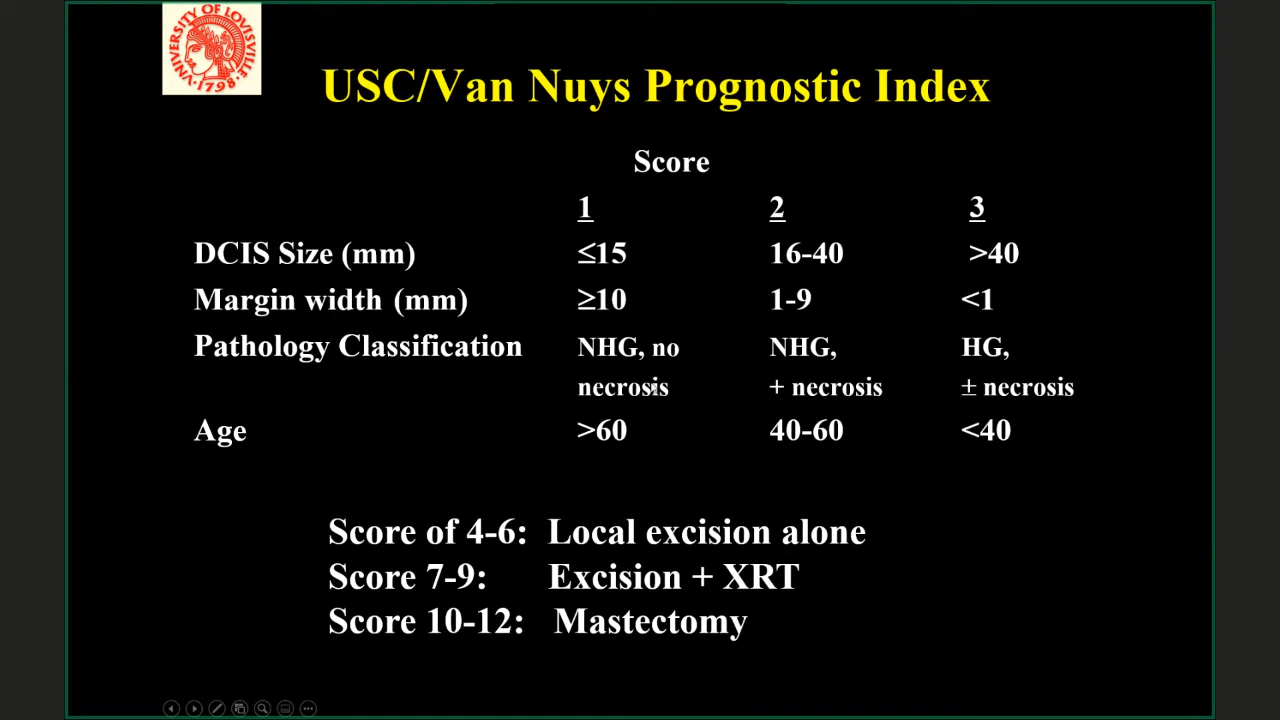 VNIVERSITY OF LOVISVILLE
·1798·
USC/Van Nuys Prognostic Index
Score
1 2 3
DCIS Size (mm) ≤15 16-40 >40
Margin width (mm) ≥10 1-9 <1
Pathology Classification NHG, no NHG, HG,
necrosis + necrosis ± necrosis
Age >60 40-60 <40
Score of 4-6: Local excision alone
Score 7-9: Excision + XRT
Score 10-12: Mastectomy